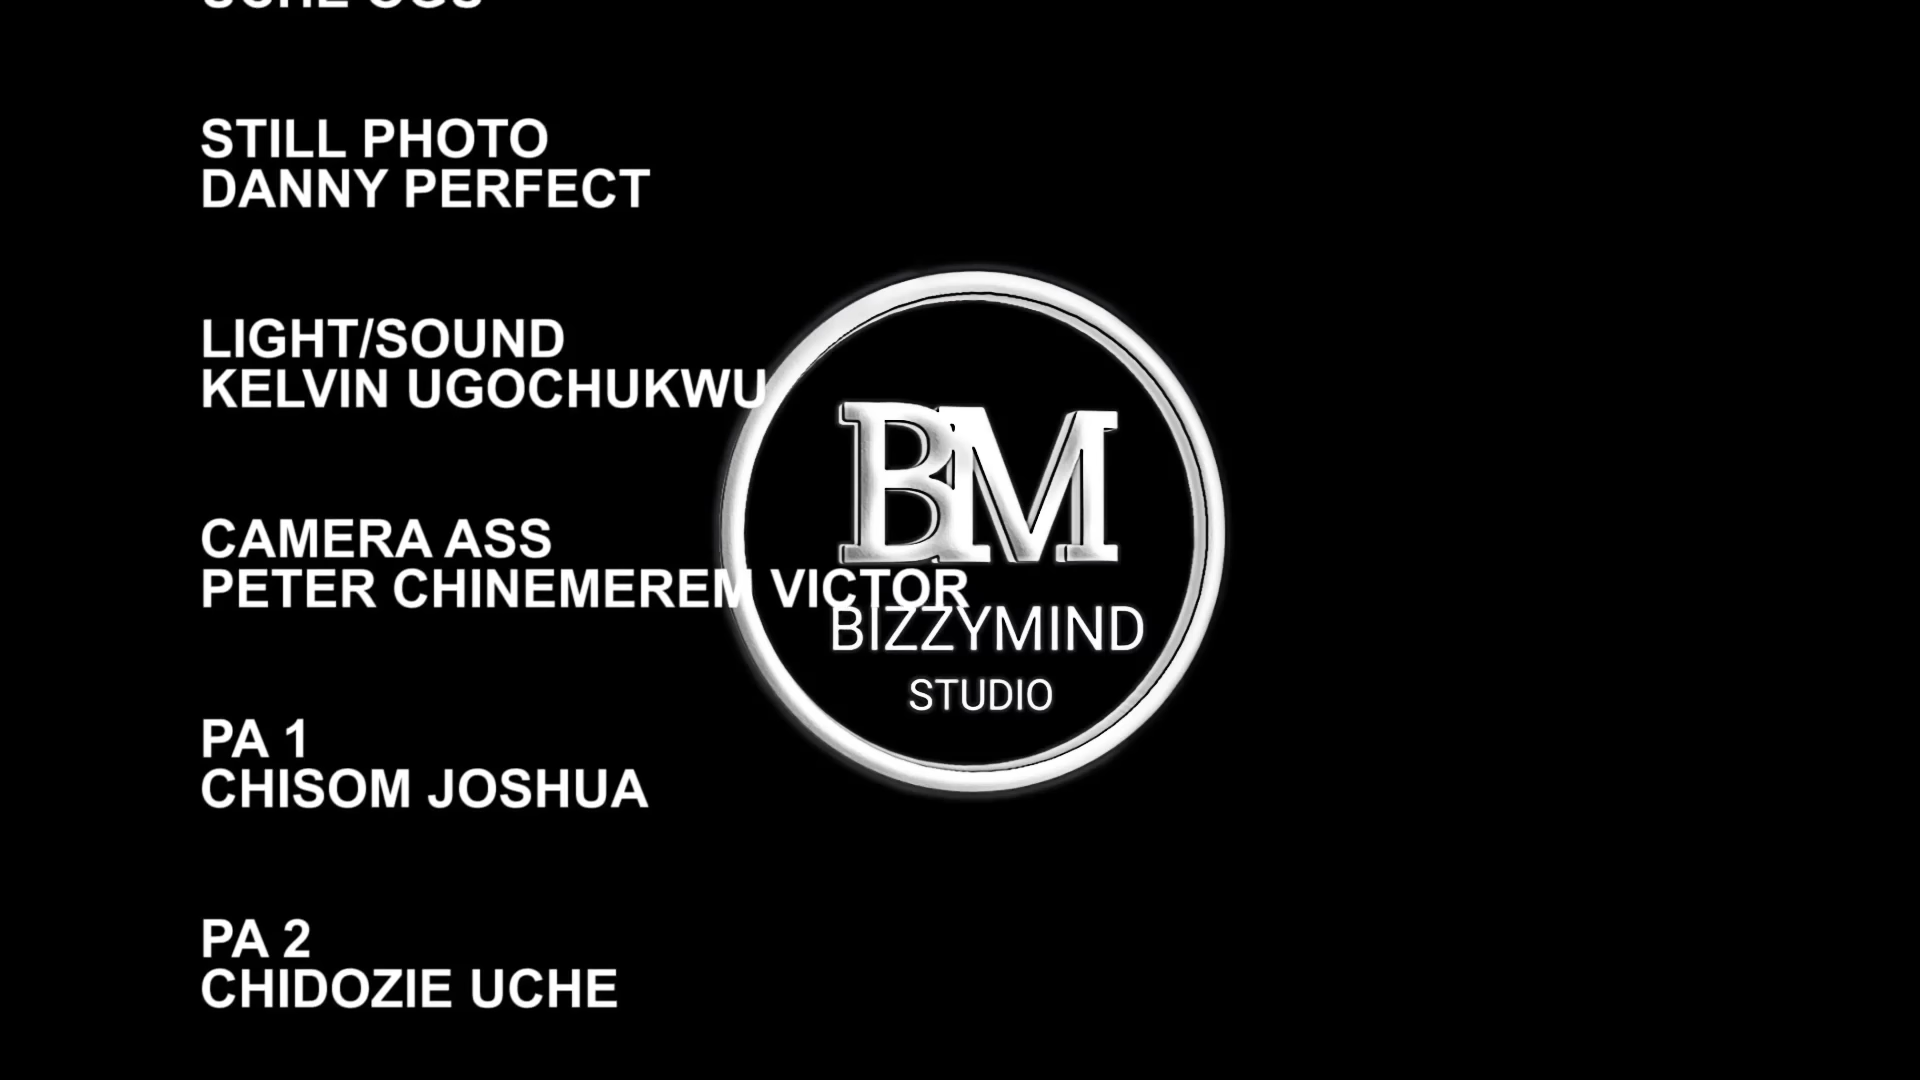 STILL PHOTO
DANNY PERFECT
LIGHT/SOUND
KELVIN UGOCHUKWU
CAMERA ASS
PETER CHINEMEREM VICTOR
PA 1
CHISOM JOSHUA
PA 2
CHIDOZIE UCHE
BM
BIZZYMIND
STUDIO